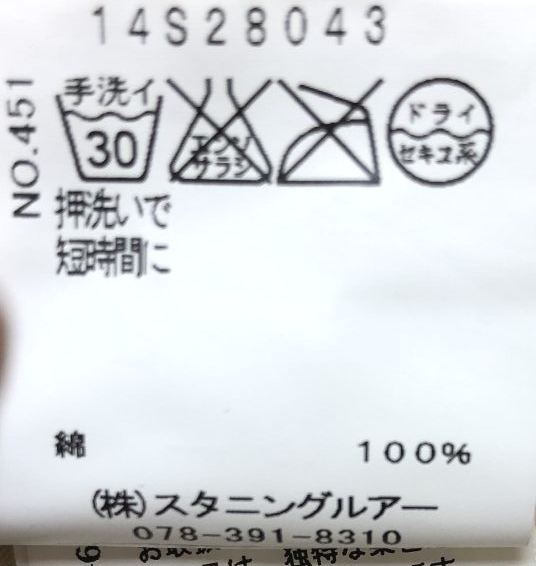 14S28043
NO.451
手洗イ
30
エンソ
サラシ
ドライ
セキユ系
押洗いで
短時間に
綿 100%
(株)スタニングルアー
078-391-8310